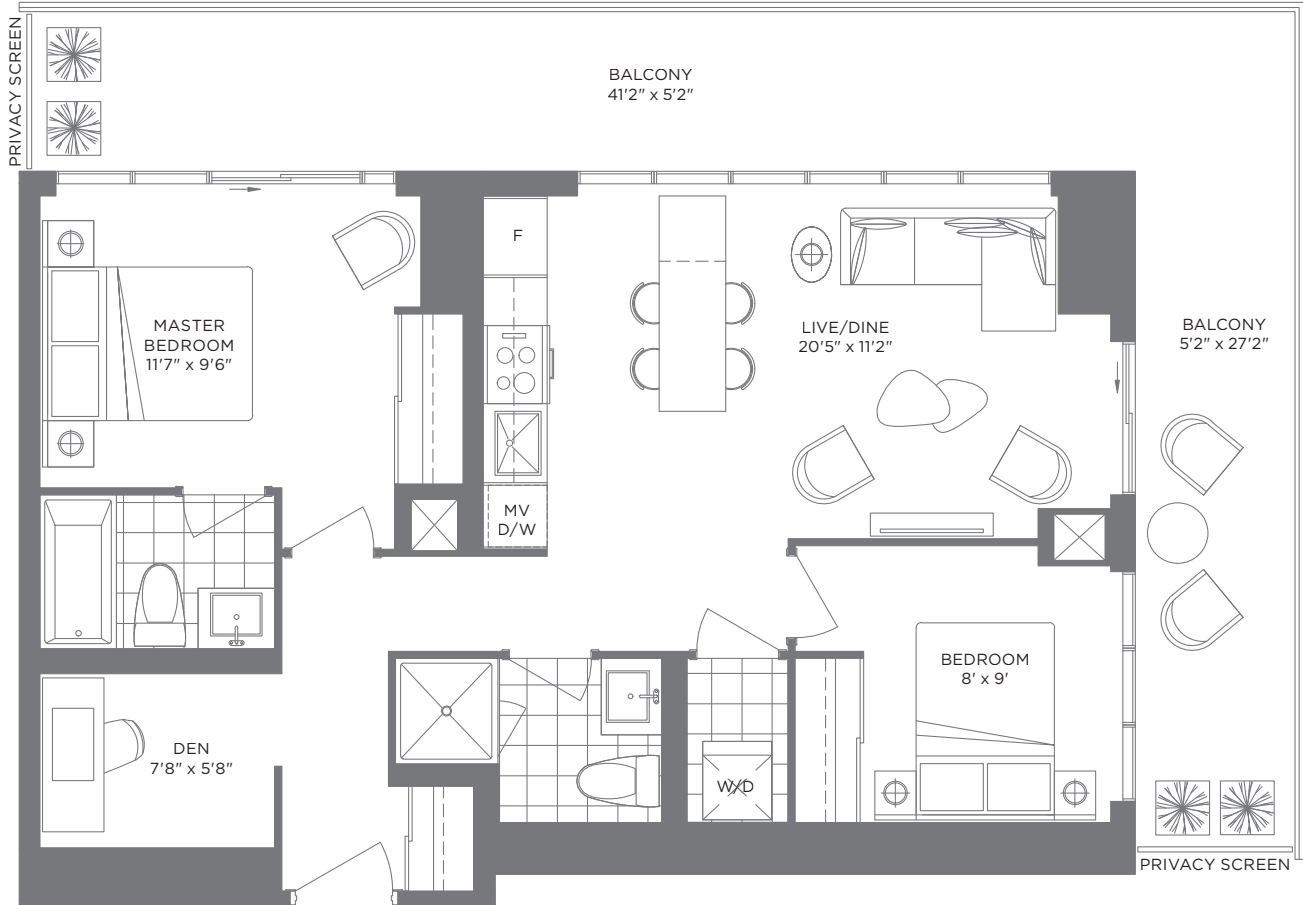 PRIVACY SCREEN
BALCONY
41'2" x 5'2"
F
MASTER
BEDROOM
11'7" x 9'6"
LIVE/DINE
20'5" x 11'2"
BALCONY
5'2" x 27'2"
MV
D/W
BEDROOM
8' x 9'
DEN
7'8" x 5'8"
W/D
PRIVACY SCREEN